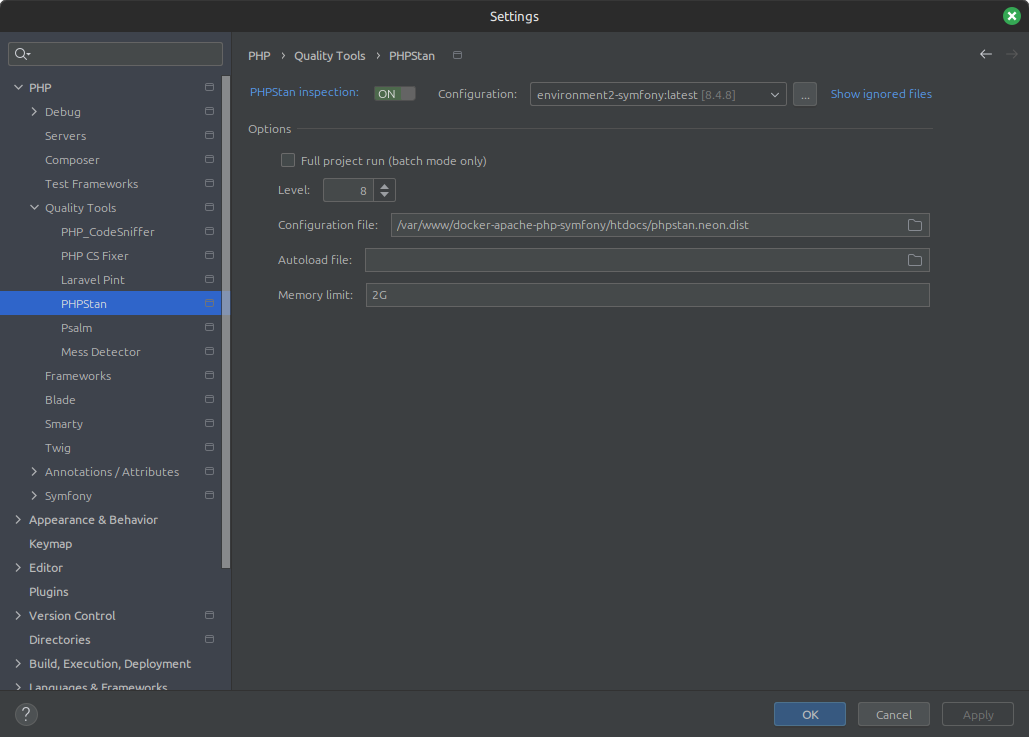 Settings
PHP
Debug
Servers
Composer
Test Frameworks
Quality Tools
PHP_CodeSniffer
PHP CS Fixer
Laravel Pint
PHPStan
Psalm
Mess Detector
Frameworks
Blade
Smarty
Twig
Annotations / Attributes
Symfony
Appearance & Behavior
Keymap
Editor
Plugins
Version Control
Directories
Build, Execution, Deployment
Languages & Frameworks
PHP › Quality Tools › PHPStan
PHPStan inspection: ON Configuration: environment2-symfony:latest [8.4.8] ... Show ignored files
Options
Full project run (batch mode only)
Level: 8
Configuration file: /var/www/docker-apache-php-symfony/htdocs/phpstan.neon.dist
Autoload file:
Memory limit: 2G
? OK Cancel Apply